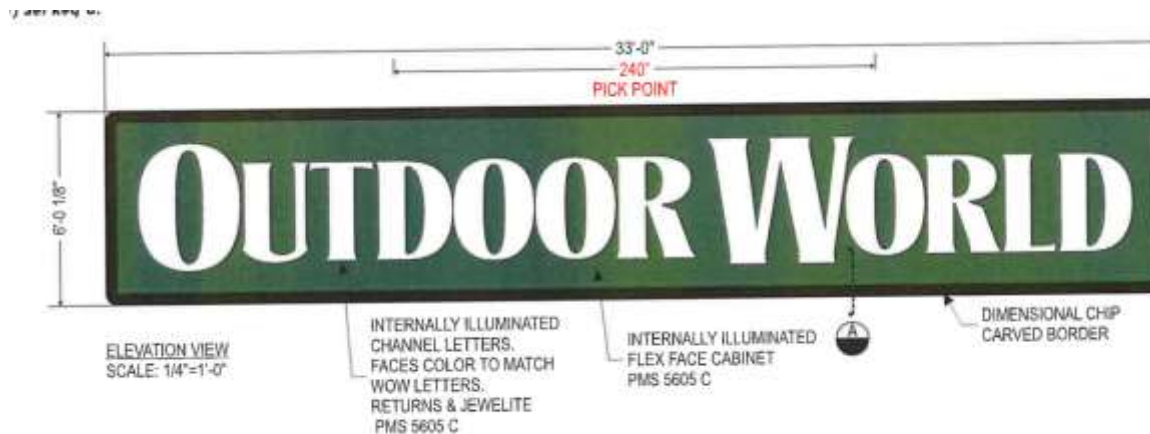 33'-0"
240"
PICK POINT
6'-0 1/8"
OUTDOOR WORLD
ELEVATION VIEW
SCALE: 1/4"=1'-0"
INTERNALLY ILLUMINATED
CHANNEL LETTERS.
FACES COLOR TO MATCH
WOW LETTERS.
RETURNS & JEWELITE
PMS 5605 C
INTERNALLY ILLUMINATED
FLEX FACE CABINET
PMS 5605 C
A
DIMENSIONAL CHIP
CARVED BORDER